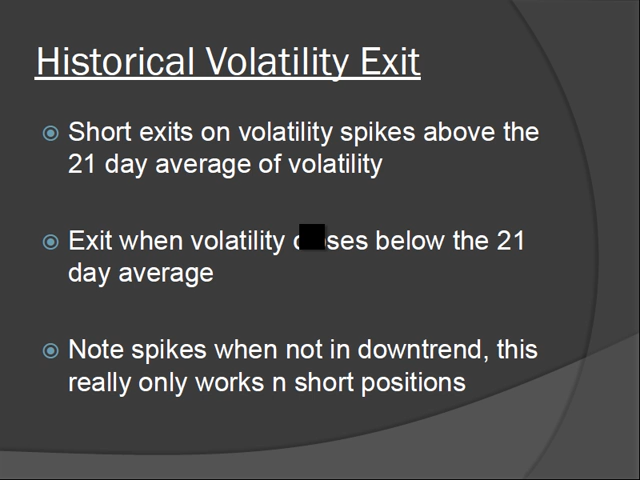 Historical Volatility Exit
Short exits on volatility spikes above the
21 day average of volatility
Exit when volatility below the 21
day average
Note spikes when not in downtrend, this
really only works n short positions